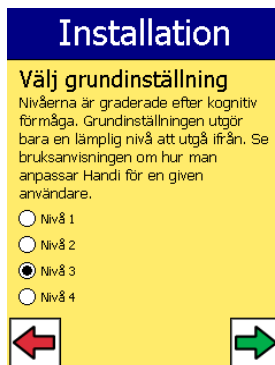 Installation
Välj grundinställning
Nivåerna är graderade efter kognitiv
förmåga. Grundinställningen utgör
bara en lämplig nivå att utgå ifrån. Se
bruksanvisningen om hur man
anpassar Handi för en given
användare.
Nivå 1
Nivå 2
Nivå 3
Nivå 4